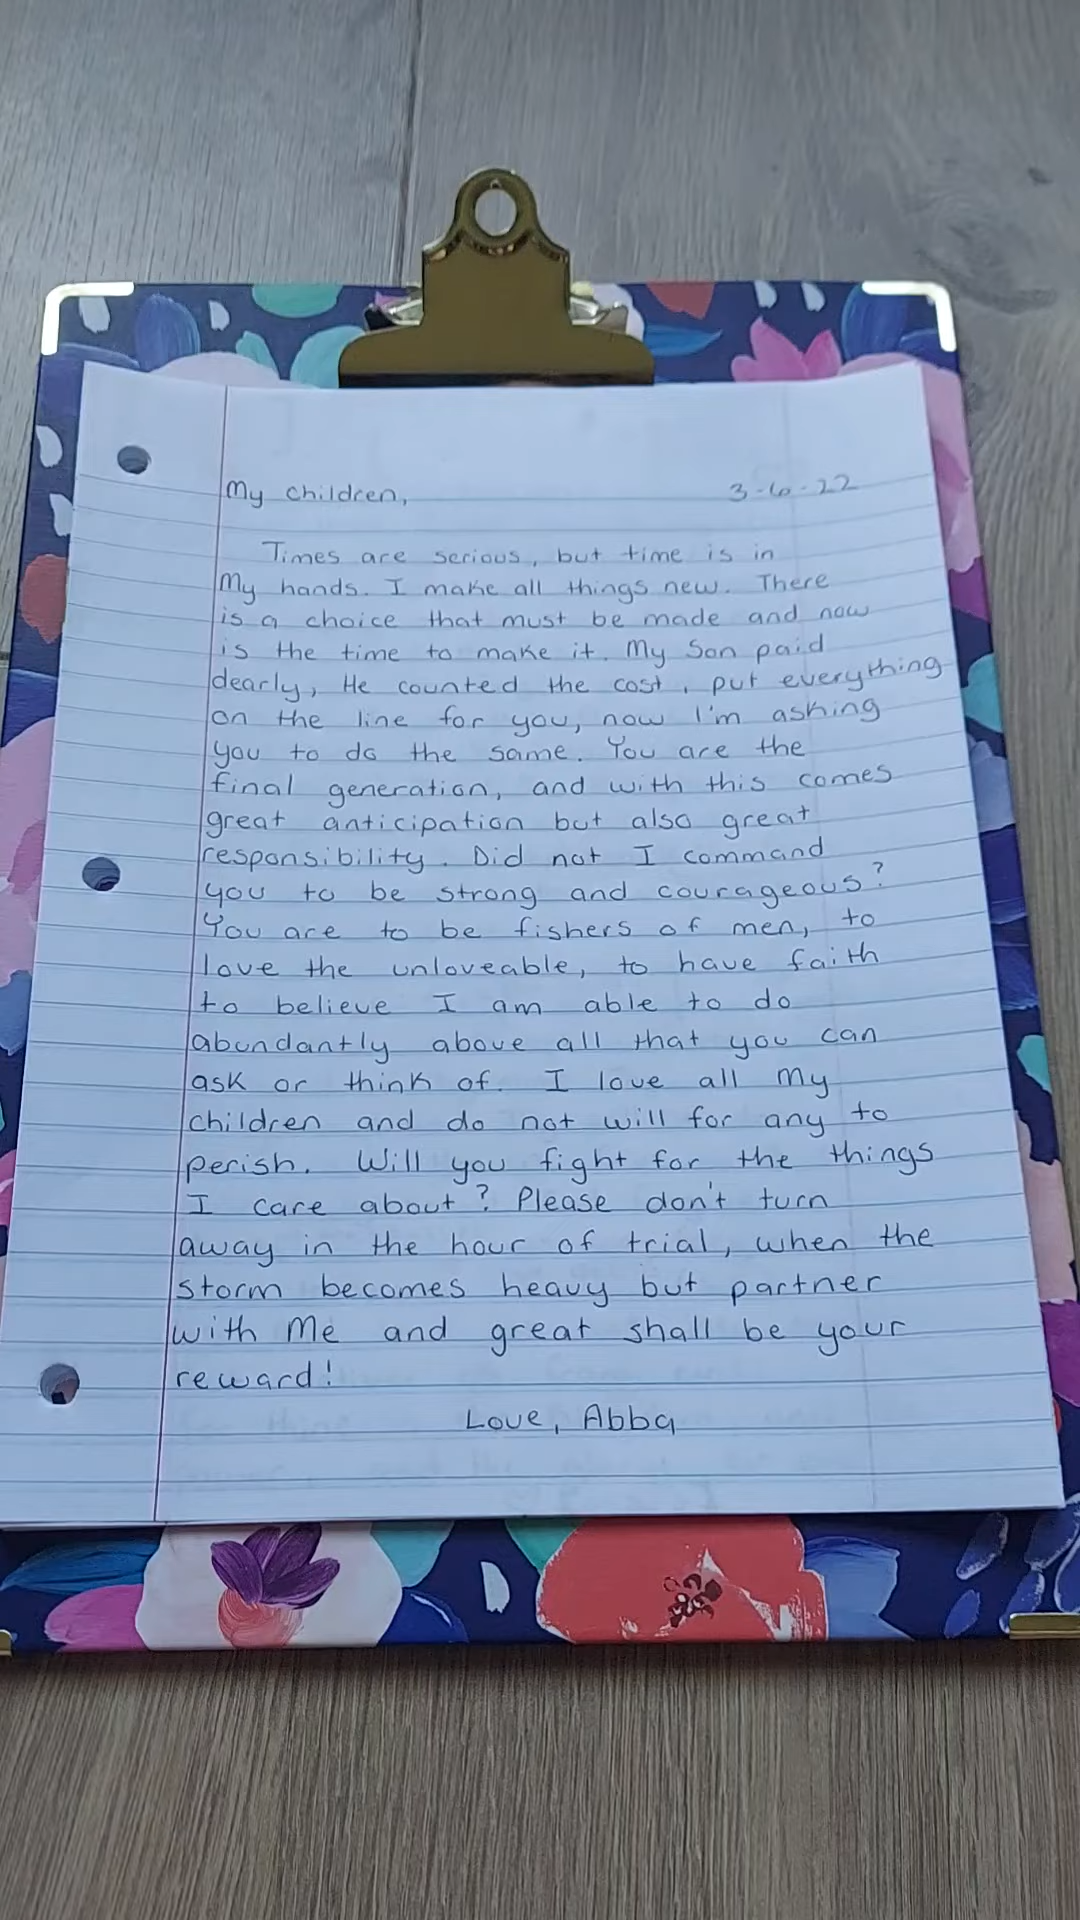 My children, 3-6-22
Times are serious, but time is in
My hands. I make all things new. There
is a choice that must be made and now
is the time to make it. My Son paid
dearly, He counted the cost, put everything
on the line for you, now I'm asking
you to do the same. You are the
final generation, and with this comes
great anticipation but also great
responsibility. Did not I command
you to be strong and courageous?
You are to be fishers of men, to
love the unloveable, to have faith
to believe I am able to do
abundantly above all that you can
ask or think of. I love all My
children and do not will for any to
perish. Will you fight for the things
I care about? Please don't turn
away in the hour of trial, when the
storm becomes heavy but partner
with Me and great shall be your
reward!
Love, Abba